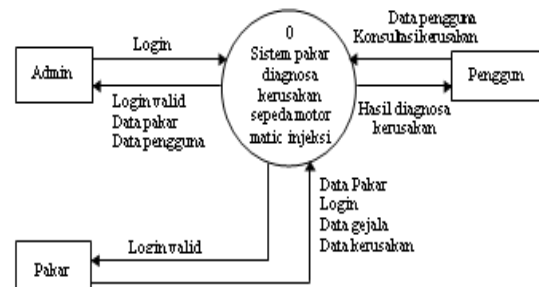 Login
Admin
Login valid
Data pakar
Data pengguna
0
Sistem pakar
diagnosa
kerusakan
sepeda motor
matic injeksi
Data pengguna
Konsultasi kerusakan
Penggun
Hasil diagnosa
kerusakan
Data Pakar
Login
Data gejala
Data kerusakan
Login valid
Pakar